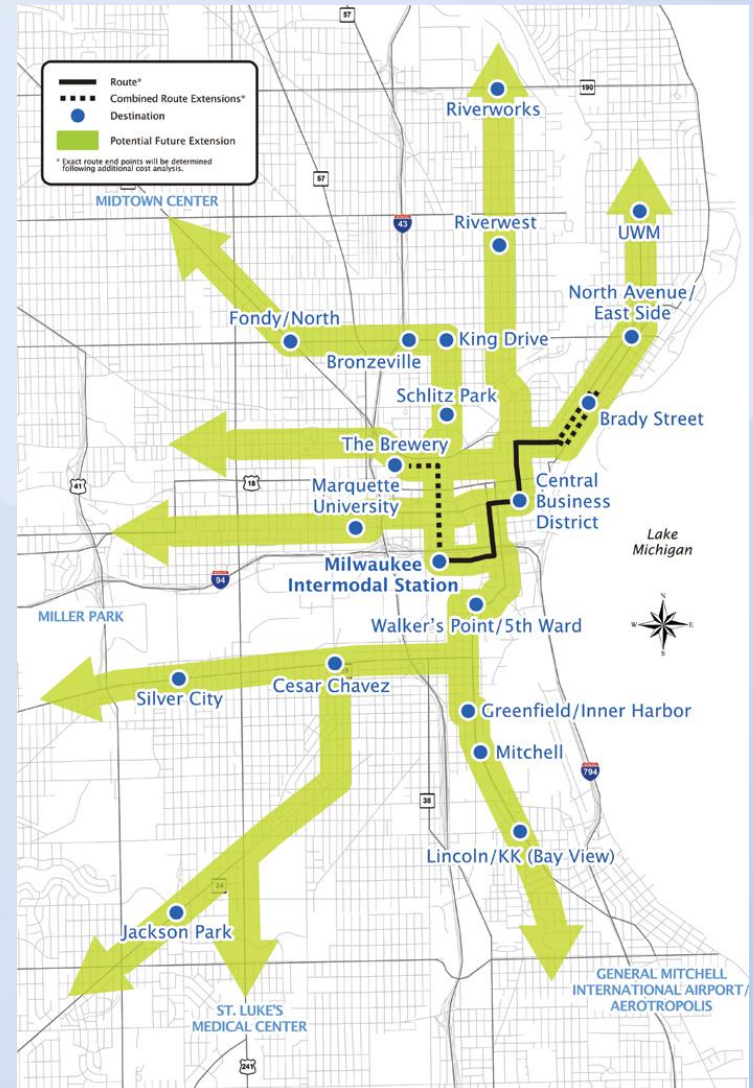 57
Route*
Combined Route Extensions*
Destination
Potential Future Extension
* Exact route end points will be determined
following additional cost analysis.
190
Riverworks
57
MIDTOWN CENTER
43
Riverwest
UWM
North Avenue/
East Side
Fondy/North
Bronzeville
King Drive
Schlitz Park
Brady Street
The Brewery
41
18
Marquette
University
Central
Business
District
Lake
Michigan
Milwaukee
Intermodal Station
94
MILLER PARK
Walker's Point/5th Ward
N
W
E
S
Cesar Chavez
Silver City
Greenfield/Inner Harbor
Mitchell
794
38
Lincoln/KK (Bay View)
24
Jackson Park
GENERAL MITCHELL
INTERNATIONAL AIRPORT/
AEROTROPOLIS
ST. LUKE'S
MEDICAL CENTER
241